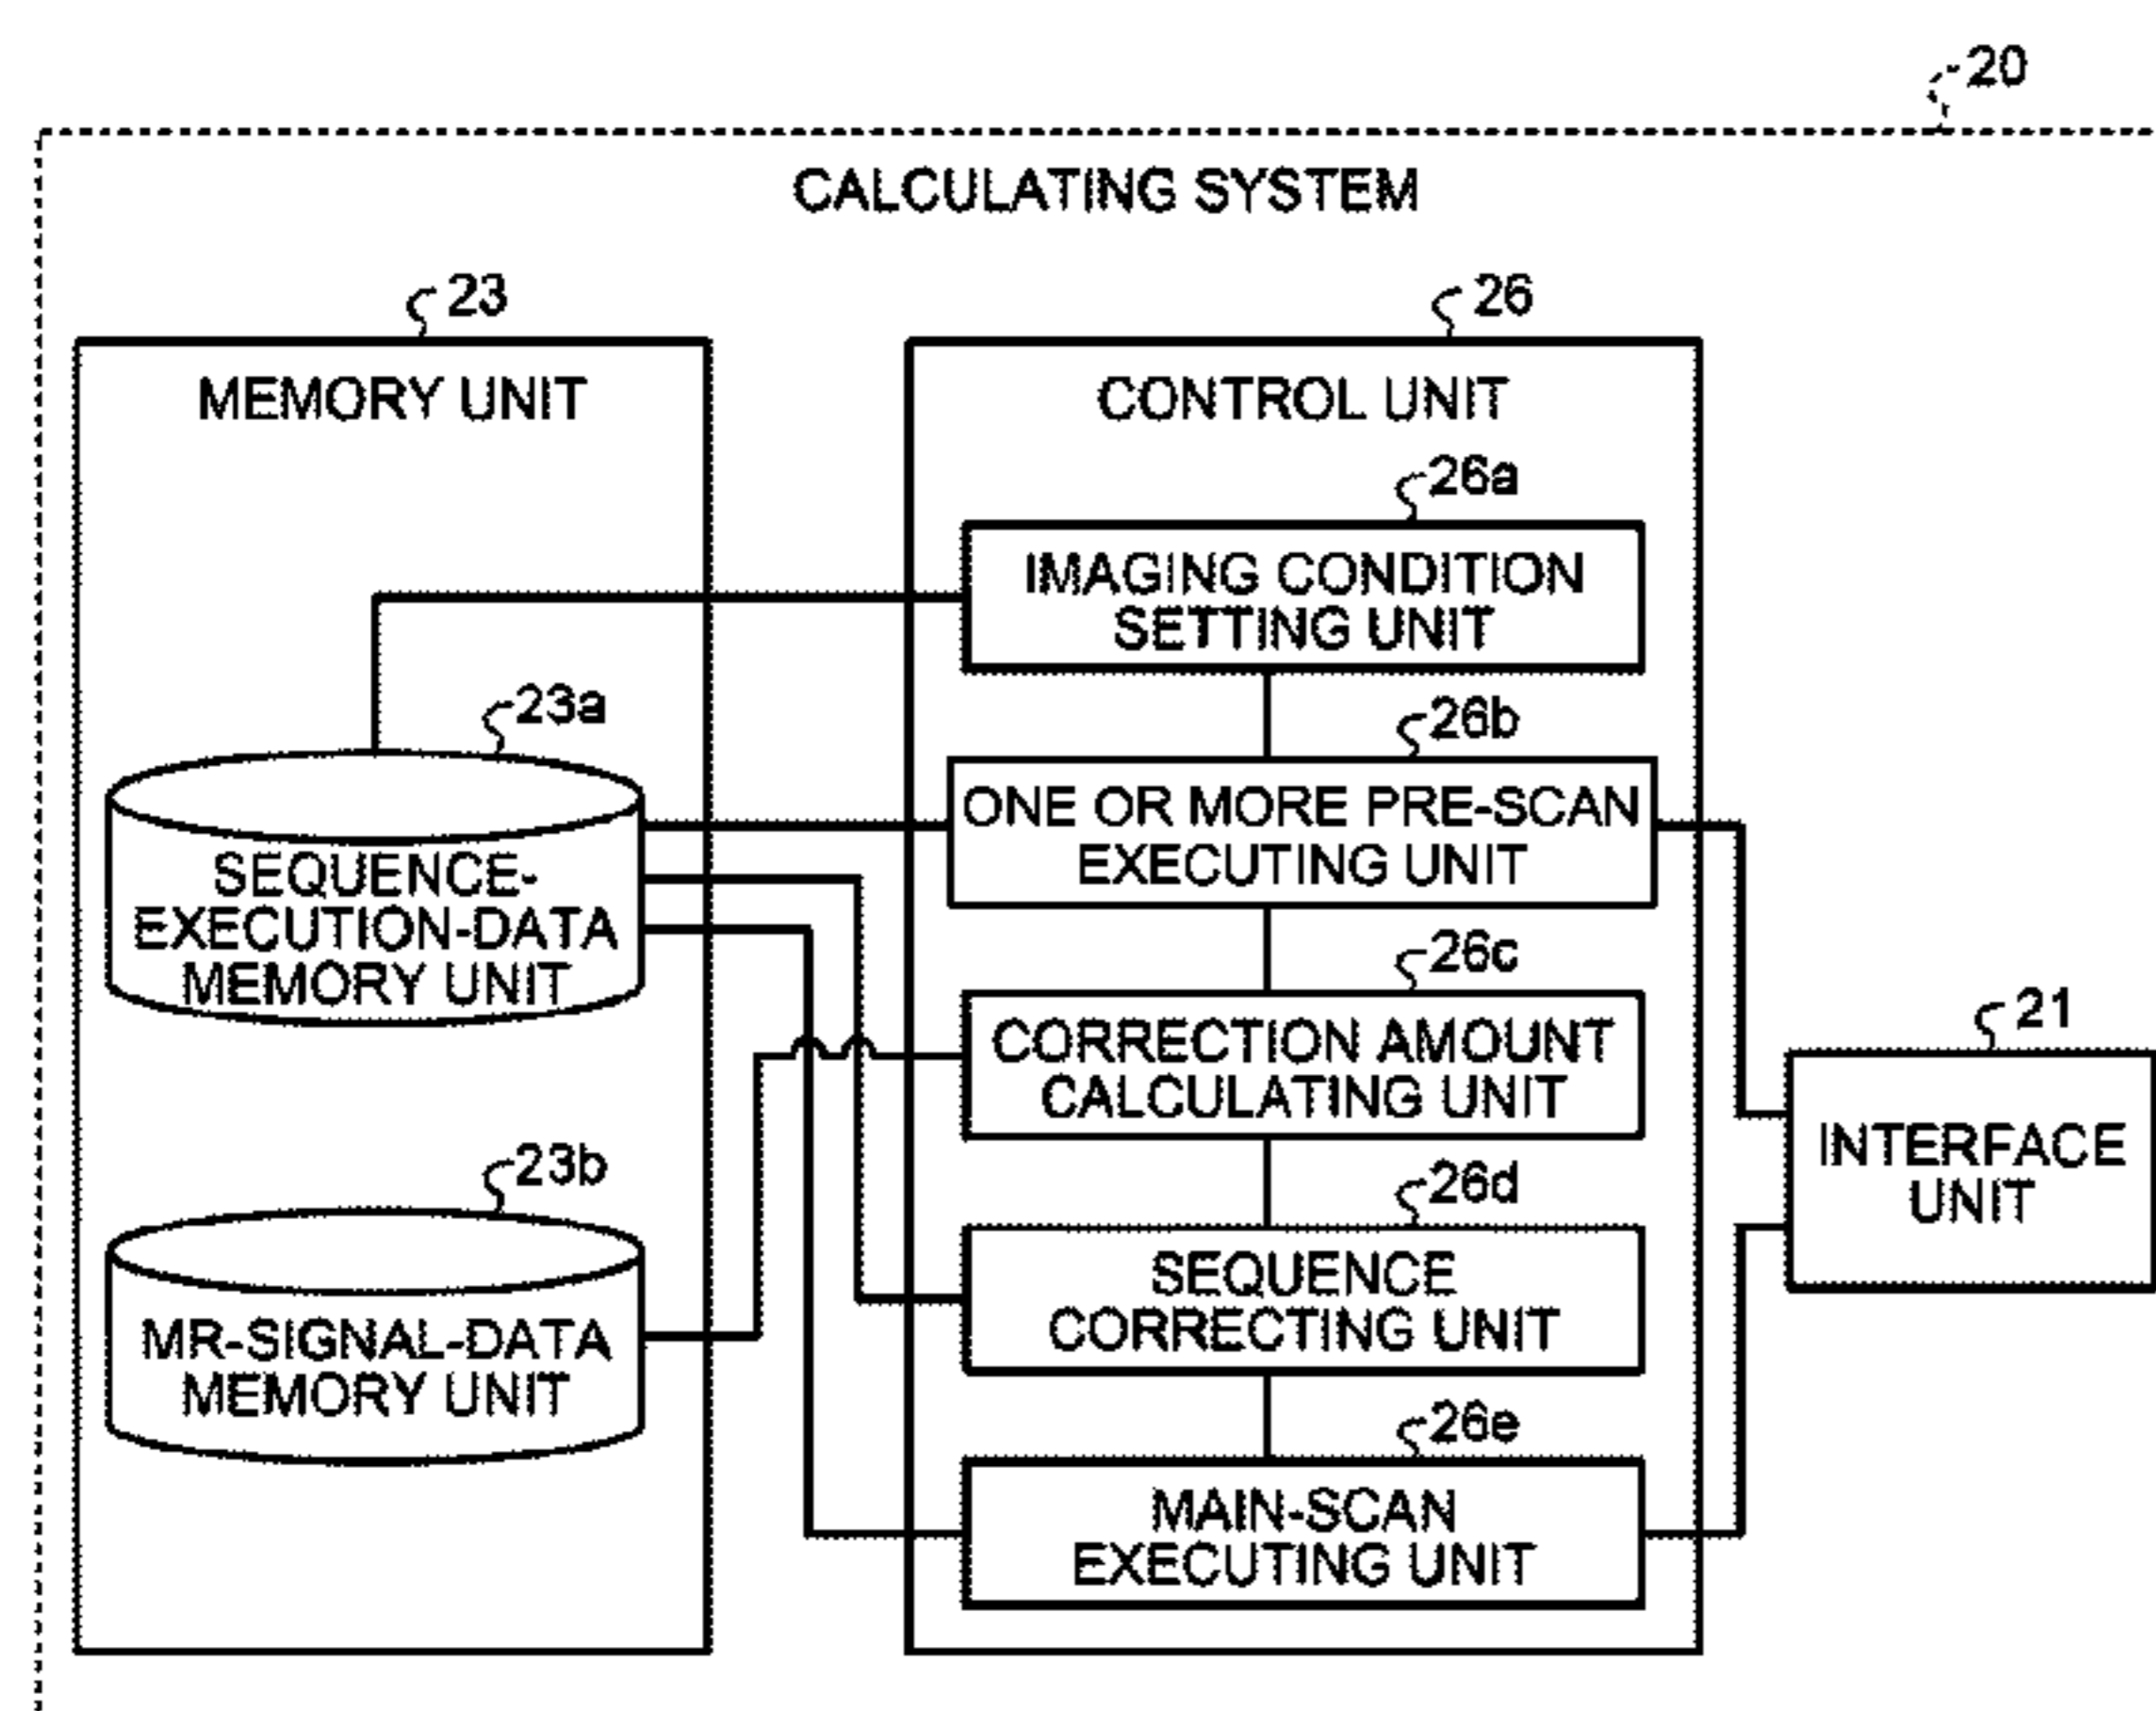 20
CALCULATING SYSTEM
23
MEMORY UNIT
23a
SEQUENCE-
EXECUTION-DATA
MEMORY UNIT
23b
MR-SIGNAL-DATA
MEMORY UNIT
26
CONTROL UNIT
26a
IMAGING CONDITION
SETTING UNIT
26b
ONE OR MORE PRE-SCAN
EXECUTING UNIT
26c
CORRECTION AMOUNT
CALCULATING UNIT
26d
SEQUENCE
CORRECTING UNIT
26e
MAIN-SCAN
EXECUTING UNIT
21
INTERFACE
UNIT